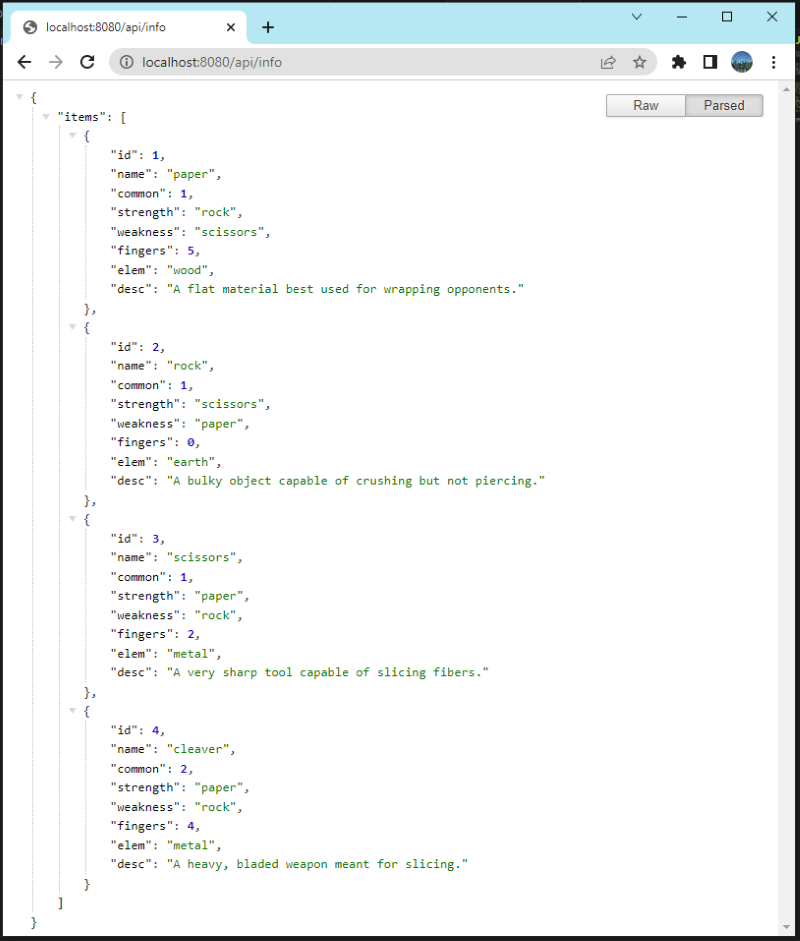 localhost:8080/api/info
localhost:8080/api/info
Raw Parsed
{
"items": [
{
"id": 1,
"name": "paper",
"common": 1,
"strength": "rock",
"weakness": "scissors",
"fingers": 5,
"elem": "wood",
"desc": "A flat material best used for wrapping opponents."
},
{
"id": 2,
"name": "rock",
"common": 1,
"strength": "scissors",
"weakness": "paper",
"fingers": 0,
"elem": "earth",
"desc": "A bulky object capable of crushing but not piercing."
},
{
"id": 3,
"name": "scissors",
"common": 1,
"strength": "paper",
"weakness": "rock",
"fingers": 2,
"elem": "metal",
"desc": "A very sharp tool capable of slicing fibers."
},
{
"id": 4,
"name": "cleaver",
"common": 2,
"strength": "paper",
"weakness": "rock",
"fingers": 4,
"elem": "metal",
"desc": "A heavy, bladed weapon meant for slicing."
}
]
}